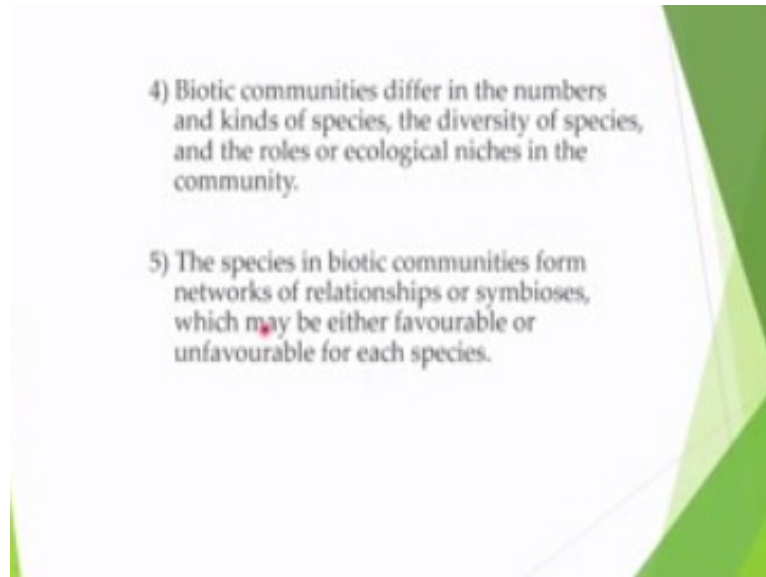 4) Biotic communities differ in the numbers
and kinds of species, the diversity of species,
and the roles or ecological niches in the
community.
5) The species in biotic communities form
networks of relationships or symbioses,
which may be either favourable or
unfavourable for each species.